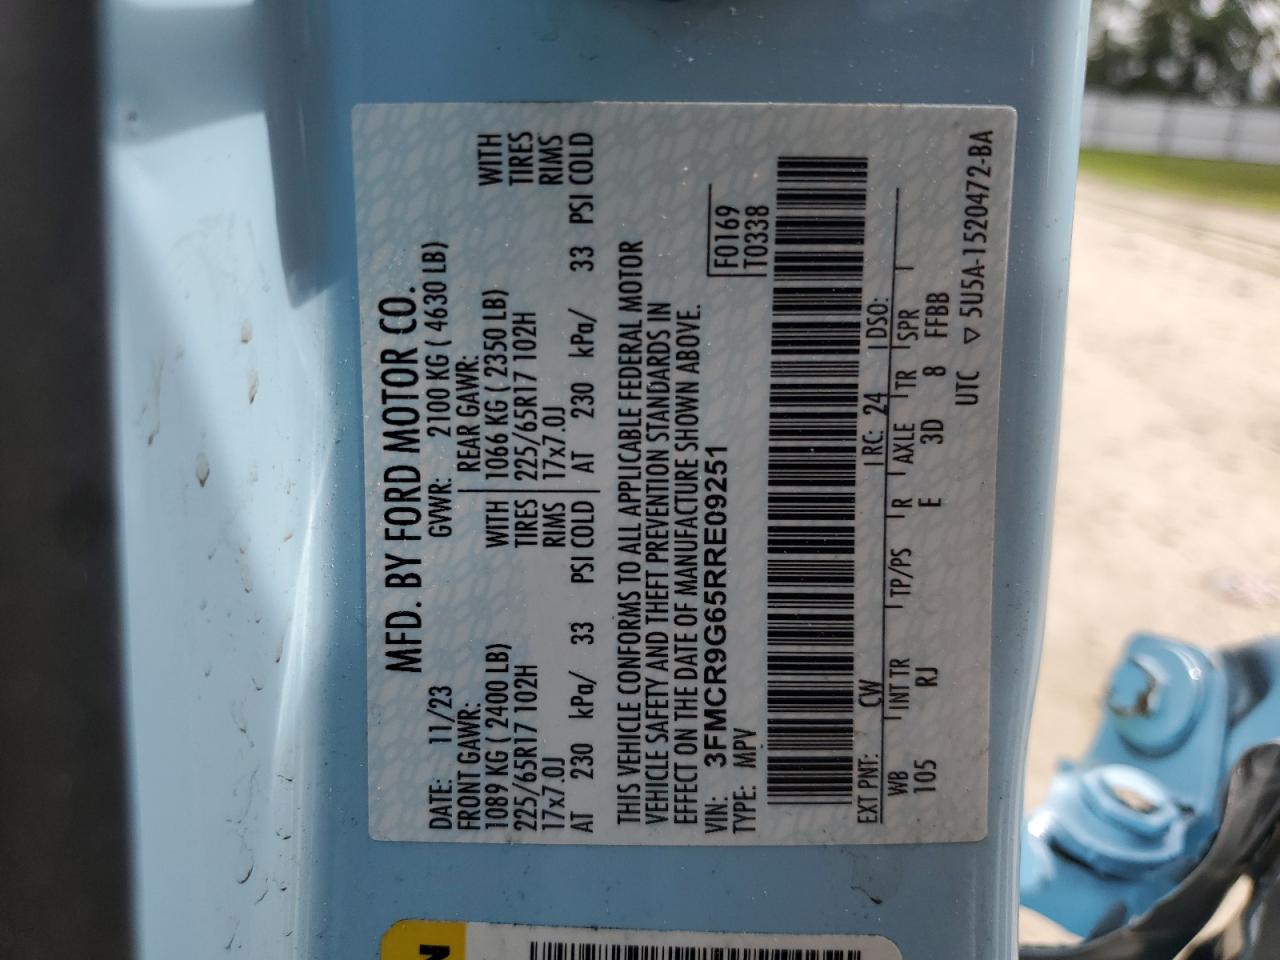 MFD. BY FORD MOTOR CO.
DATE: 11/23 GVWR: 2100 KG ( 4630 LB)
FRONT GAWR: REAR GAWR:
1089 KG ( 2400 LB) WITH 1066 KG ( 2350 LB) WITH
225/65R17 102H TIRES 225/65R17 102H TIRES
17x7.0J RIMS 17x7.0J RIMS
AT 230 kPa/ 33 PSI COLD AT 230 kPa/ 33 PSI COLD
THIS VEHICLE CONFORMS TO ALL APPLICABLE FEDERAL MOTOR
VEHICLE SAFETY AND THEFT PREVENTION STANDARDS IN
EFFECT ON THE DATE OF MANUFACTURE SHOWN ABOVE.
VIN: 3FMCR9G65RRE09251 F0169
TYPE: MPV T0338
EXT PNT: CW RC: 24 DSO:
WB INT TR TP/PS R AXLE TR SPR
105 RJ E 3D 8 FFBB
UTC ▽ 5U5A-1520472-BA
N